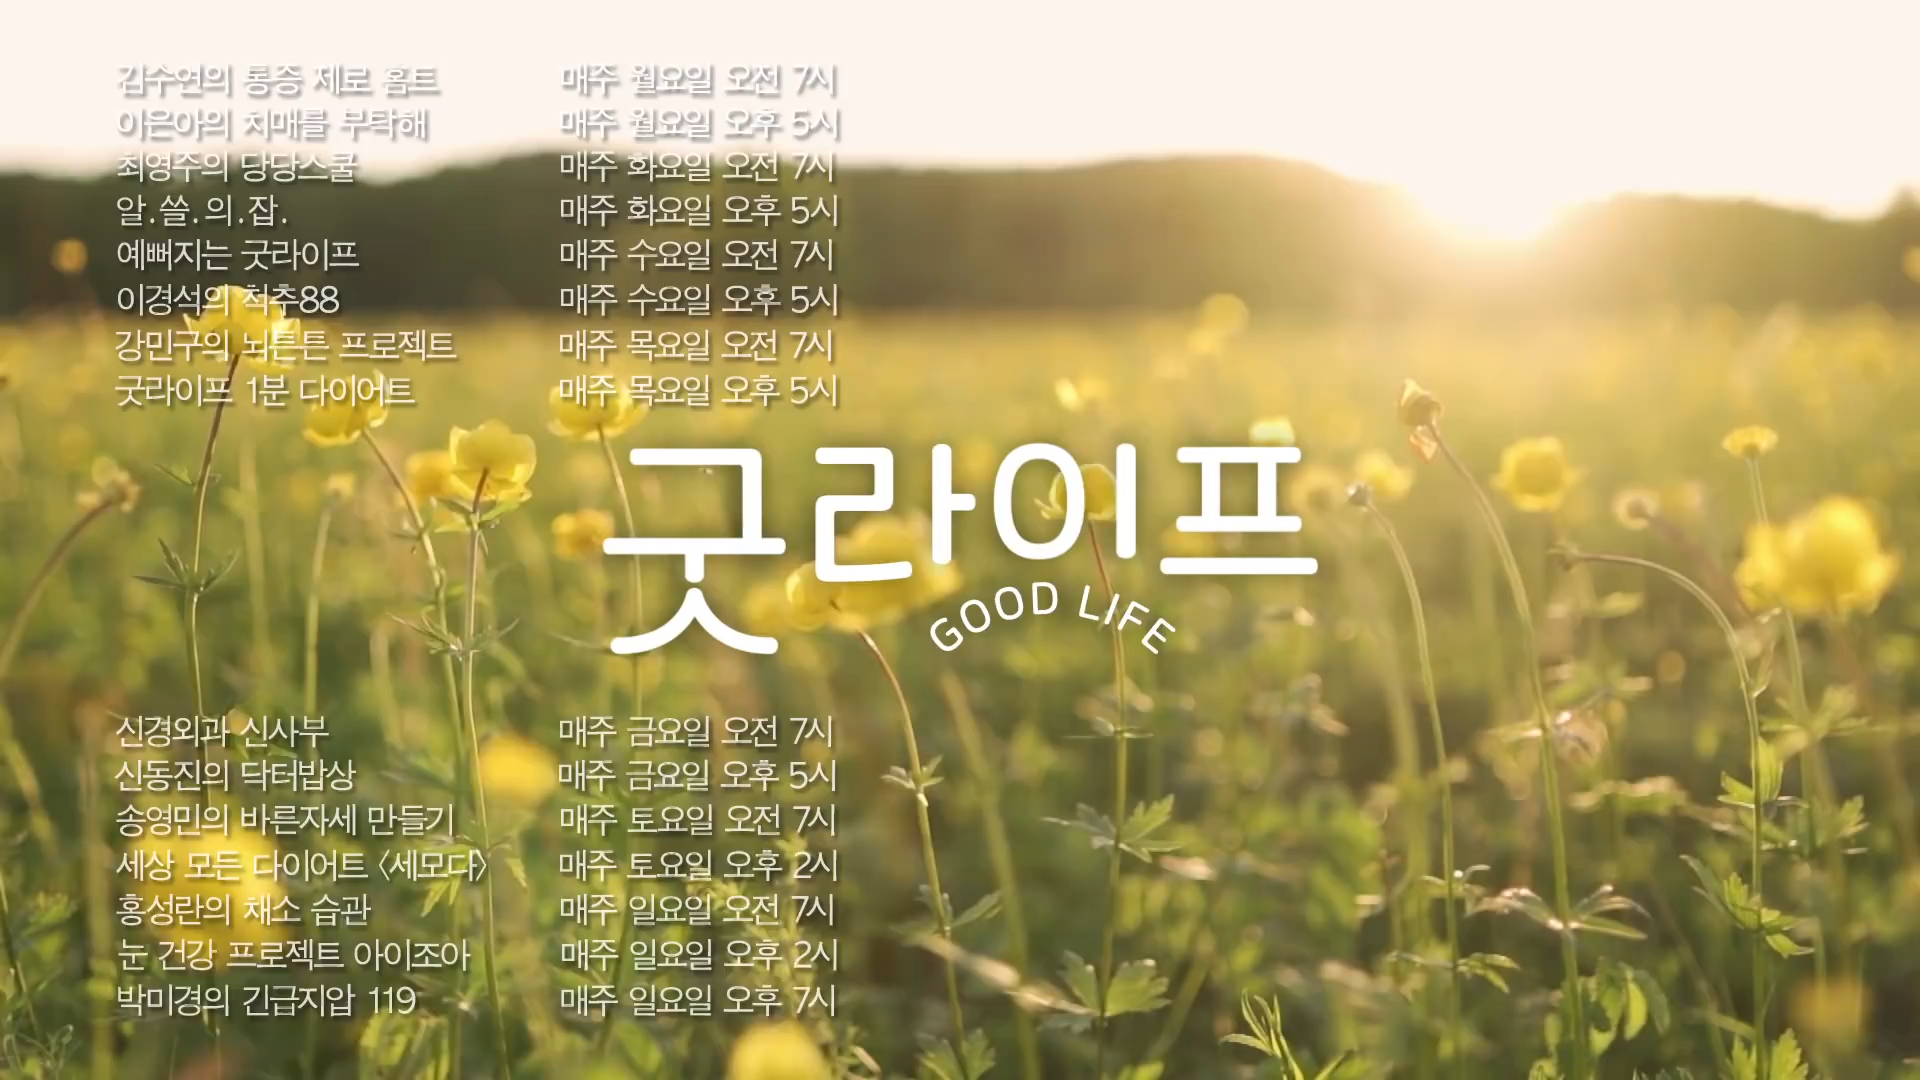 김수연의 통증 제로 홈트 매주 월요일 오전 7시
이은아의 치매를 부탁해 매주 월요일 오후 5시
최영주의 당당스쿨 매주 화요일 오전 7시
알.쓸.의.잡. 매주 화요일 오후 5시
예뻐지는 굿라이프 매주 수요일 오전 7시
이경석의 척추88 매주 수요일 오후 5시
강민구의 뇌튼튼 프로젝트 매주 목요일 오전 7시
굿라이프 1분 다이어트 매주 목요일 오후 5시
굿라이프
GOOD LIFE
신경외과 신사부 매주 금요일 오전 7시
신동진의 닥터밥상 매주 금요일 오후 5시
송영민의 바른자세 만들기 매주 토요일 오전 7시
세상 모든 다이어트 〈세모다〉 매주 토요일 오후 2시
홍성란의 채소 습관 매주 일요일 오전 7시
눈 건강 프로젝트 아이조아 매주 일요일 오후 2시
박미경의 긴급지압 119 매주 일요일 오후 7시